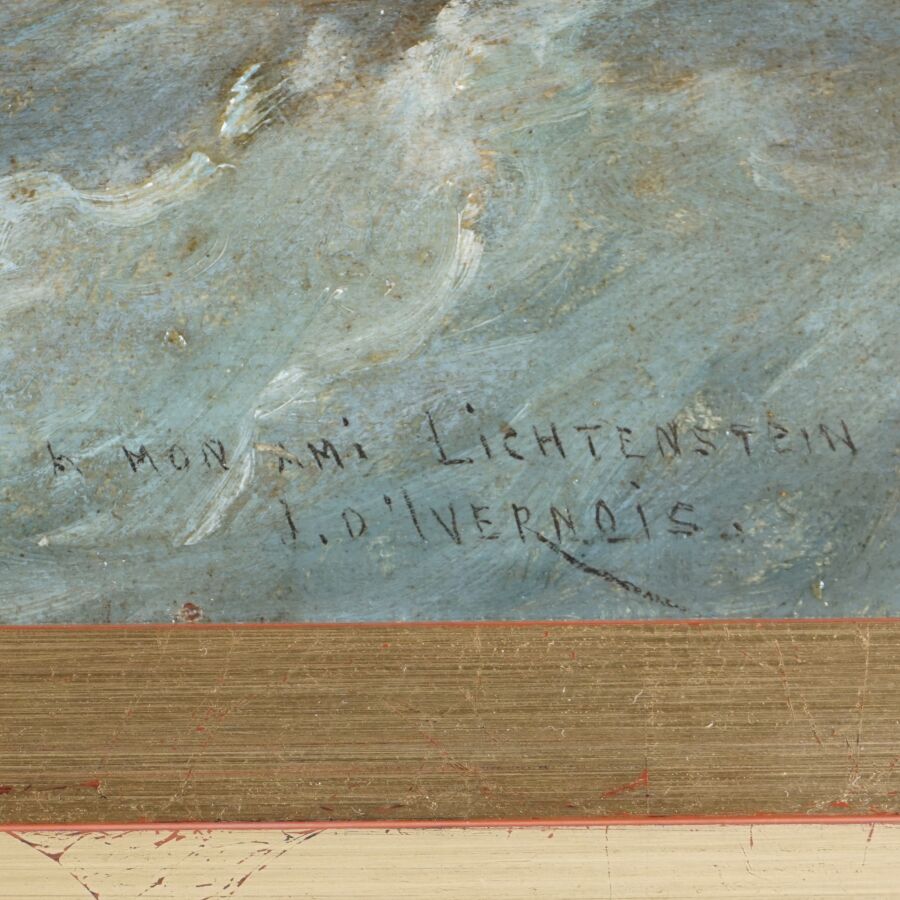 A MON AMi LiCHTENSTEIN
J. D'IVERNOiS.